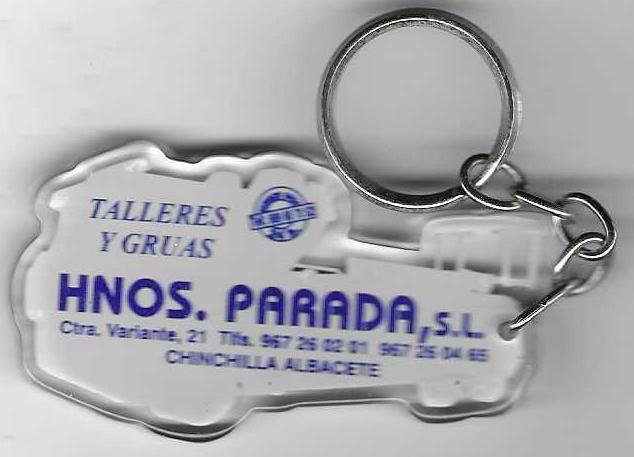 TALLERES
Y GRUAS
HNOS. PARADA, S.L.
Ctra. Variante, 21 Tlfs. 967 26 02 01 967 26 04 65
CHINCHILLA ALBACETE